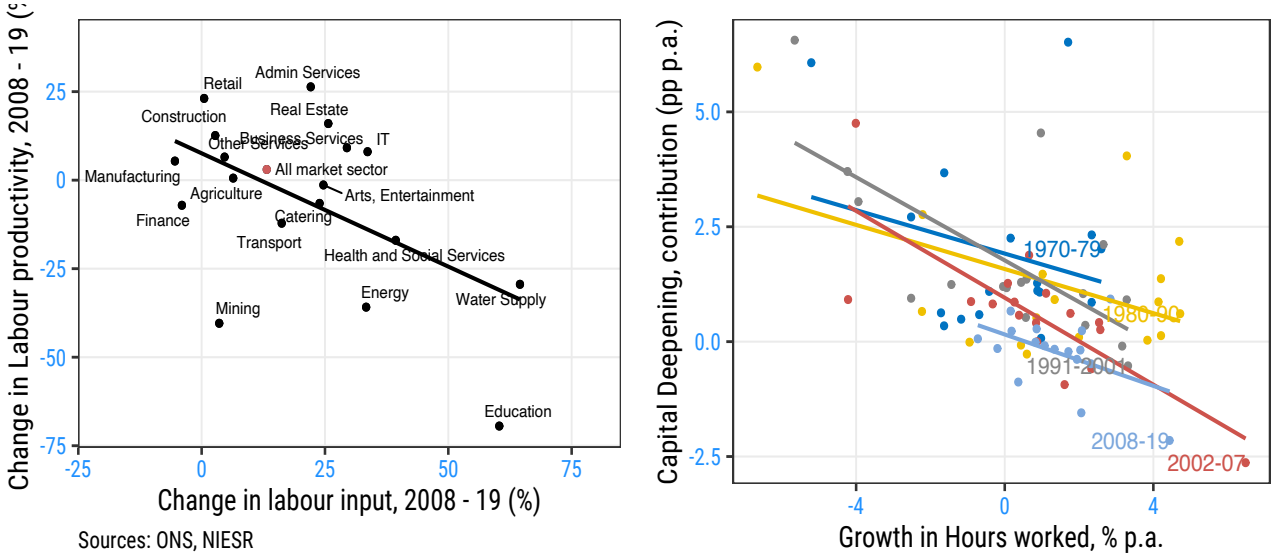 Change in Labour productivity, 2008 - 19 (%
25
0
-25
-50
-75
-25
0
25
50
75
Change in labour input, 2008 - 19 (%)
Admin Services
Retail
Real Estate
Construction
Business Services
IT
Other Services
All market sector
Manufacturing
Agriculture
Arts, Entertainment
Finance
Catering
Transport
Health and Social Services
Energy
Water Supply
Mining
Education
Sources: ONS, NIESR
Capital Deepening, contribution (pp p.a.)
5.0
2.5
0.0
-2.5
-4
0
4
Growth in Hours worked, % p.a.
1970-79
1980-90
1991-2001
2008-19
2002-07